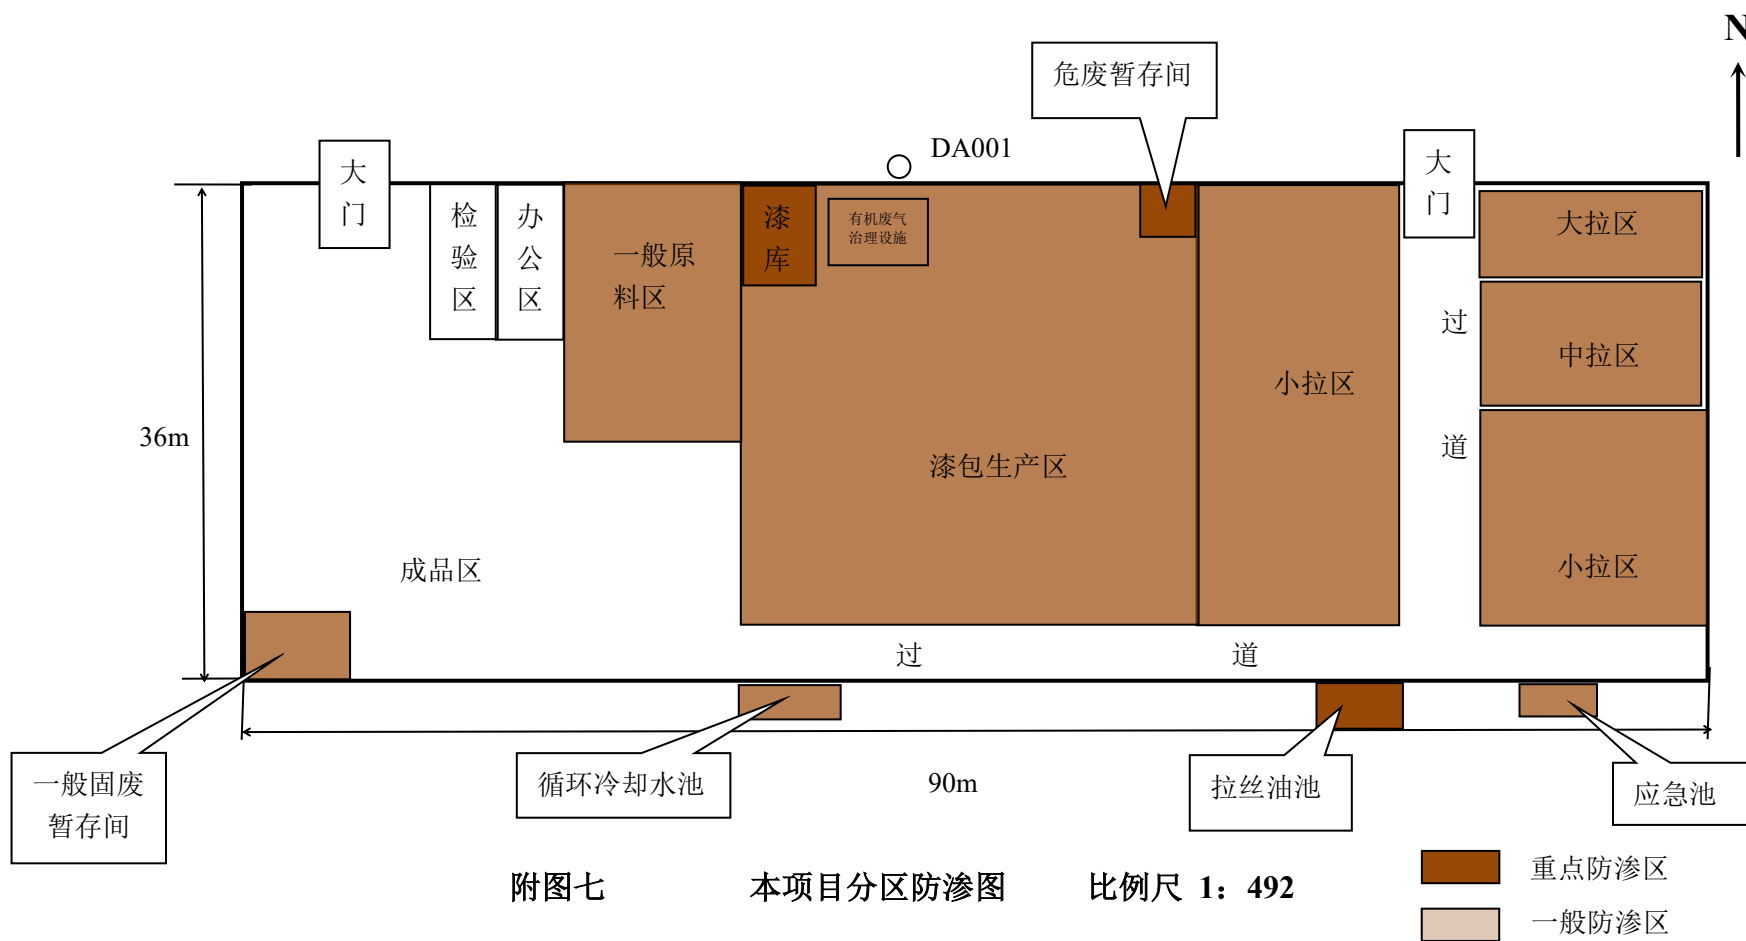 N
危废暂存间
DA001
大
门
大
门
检
验
区
办
公
区
一般原
料区
漆
库
有机废气
治理设施
大拉区
过
道
中拉区
小拉区
36m
漆包生产区
成品区
小拉区
过 道
一般固废
暂存间
循环冷却水池
90m
拉丝油池
应急池
附图七 本项目分区防渗图 比例尺 1：492
重点防渗区
一般防渗区